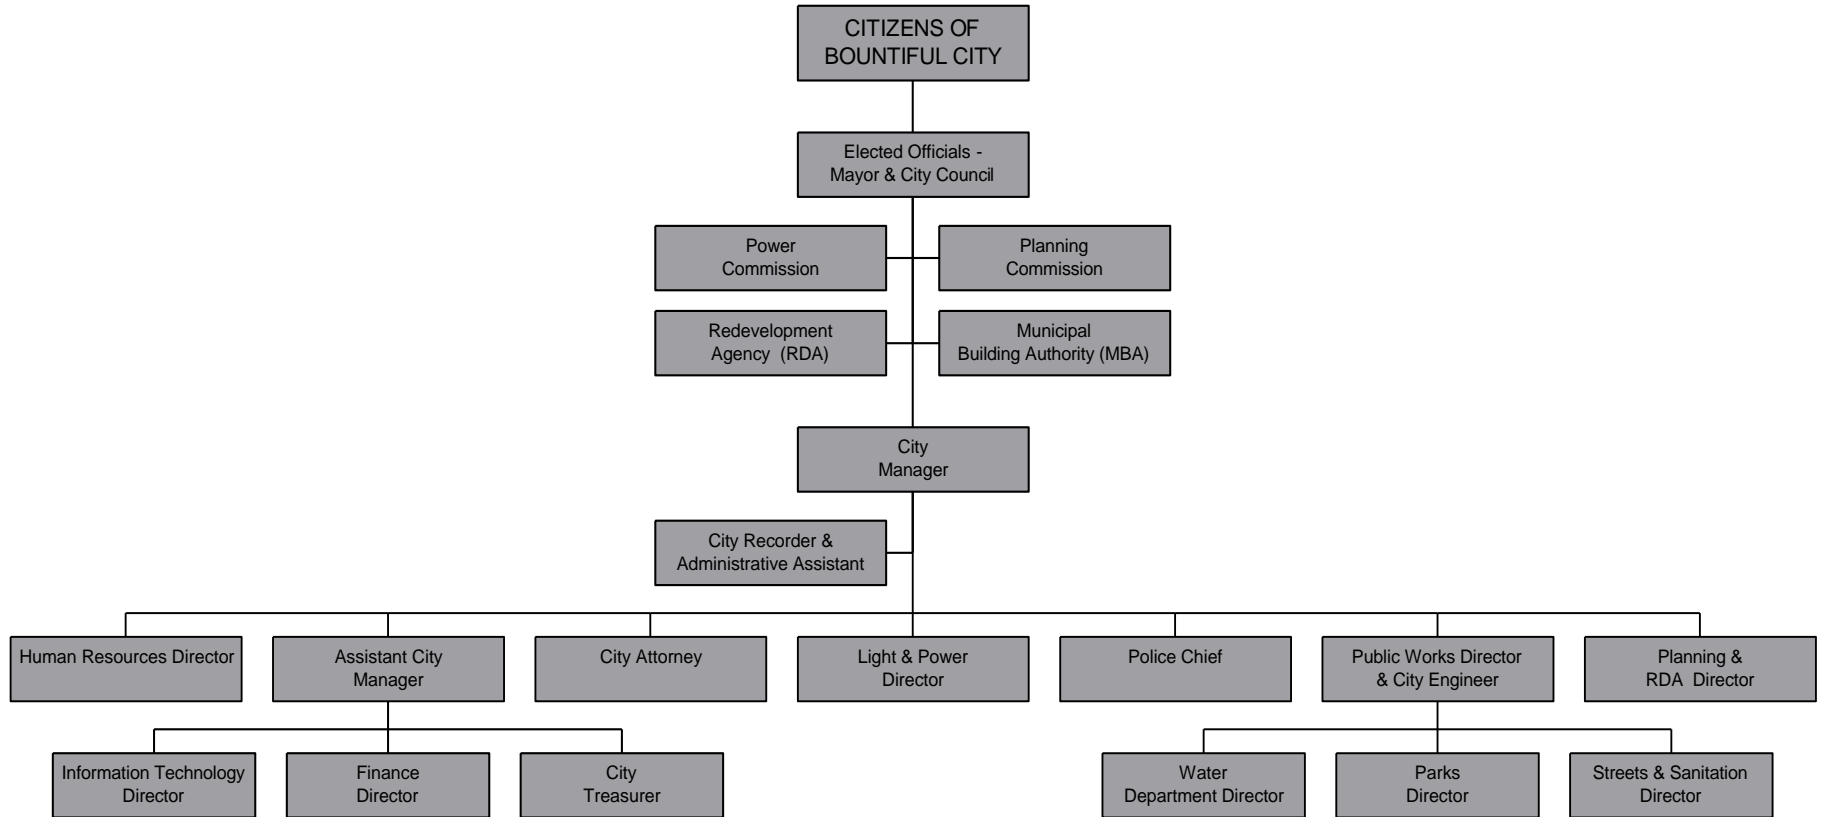 CITIZENS OF
BOUNTIFUL CITY
Elected Officials -
Mayor & City Council
Power
Commission
Planning
Commission
Redevelopment
Agency (RDA)
Municipal
Building Authority (MBA)
City
Manager
City Recorder &
Administrative Assistant
Human Resources Director
Assistant City
Manager
City Attorney
Light & Power
Director
Police Chief
Public Works Director
& City Engineer
Planning &
RDA Director
Information Technology
Director
Finance
Director
City
Treasurer
Water
Department Director
Parks
Director
Streets & Sanitation
Director